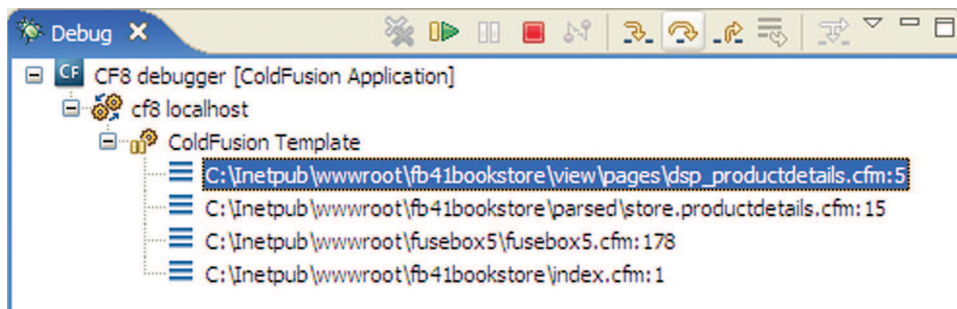 Debug
CF CF8 debugger [ColdFusion Application]
cf8 localhost
ColdFusion Template
C:\Inetpub\wwwroot\fb41bookstore\view\pages\dsp_productdetails.cfm:5
C:\Inetpub\wwwroot\fb41bookstore\parsed\store.productdetails.cfm:15
C:\Inetpub\wwwroot\fusebox5\fusebox5.cfm:178
C:\Inetpub\wwwroot\fb41bookstore\index.cfm:1